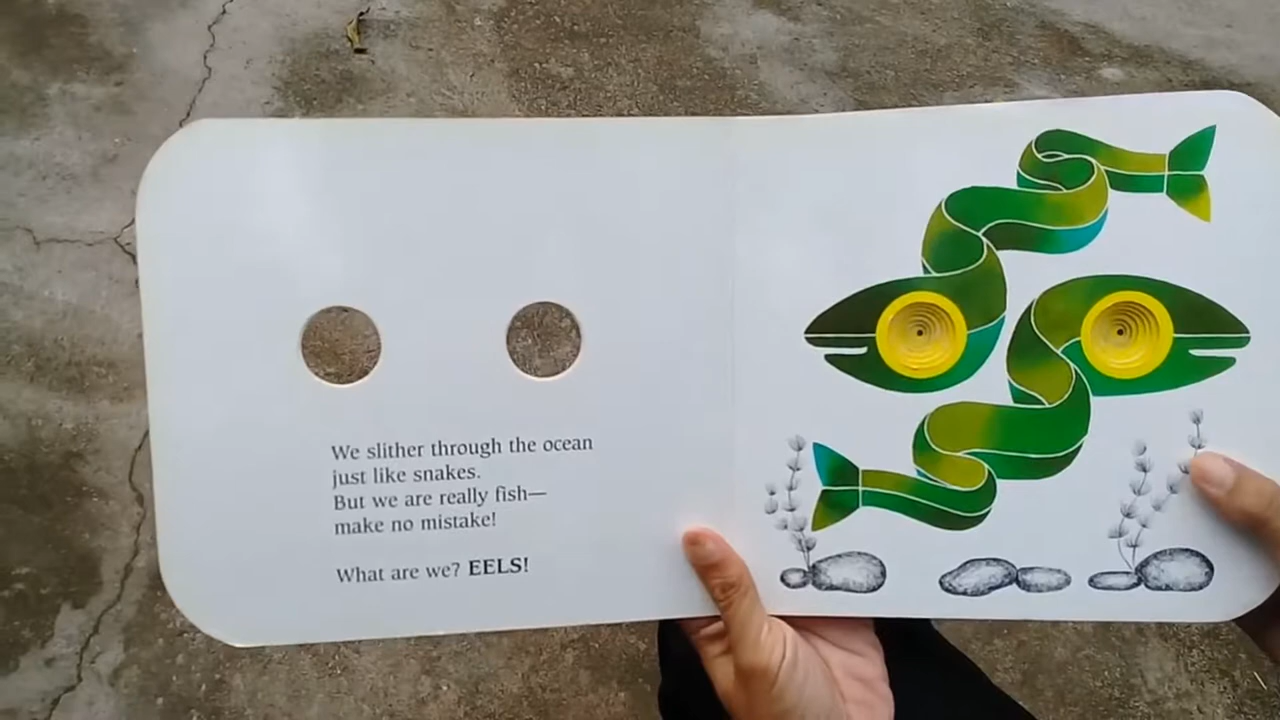 We slither through the ocean
just like snakes.
But we are really fish—
make no mistake!
What are we? EELS!